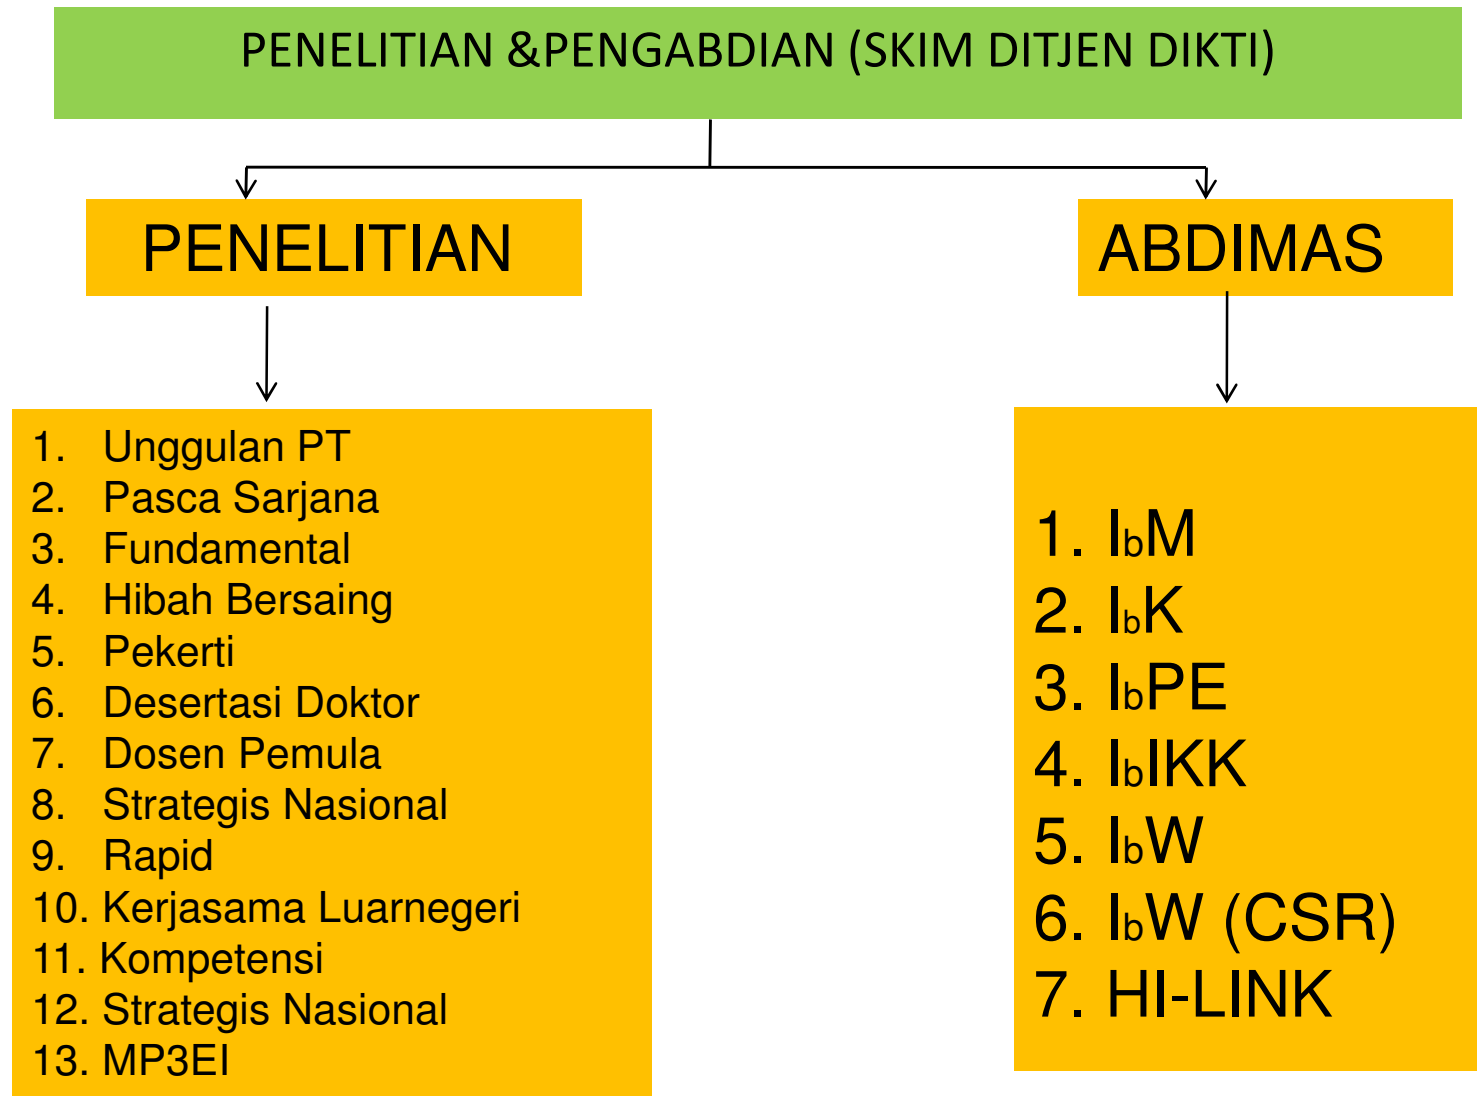 PENELITIAN &PENGABDIAN (SKIM DITJEN DIKTI)
PENELITIAN
ABDIMAS
1. Unggulan PT
2. Pasca Sarjana
3. Fundamental
4. Hibah Bersaing
5. Pekerti
6. Desertasi Doktor
7. Dosen Pemula
8. Strategis Nasional
9. Rapid
10. Kerjasama Luarnegeri
11. Kompetensi
12. Strategis Nasional
13. MP3EI
1. IbM
2. IbK
3. IbPE
4. IbIKK
5. IbW
6. IbW (CSR)
7. HI-LINK